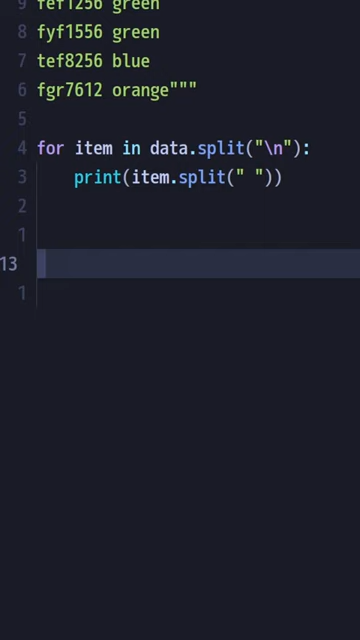 9 fef1256 green
8 fyf1556 green
7 tef8256 blue
6 fgr7612 orange"""
5
4 for item in data.split("\n"):
3     print(item.split(" "))
2
1
13
1